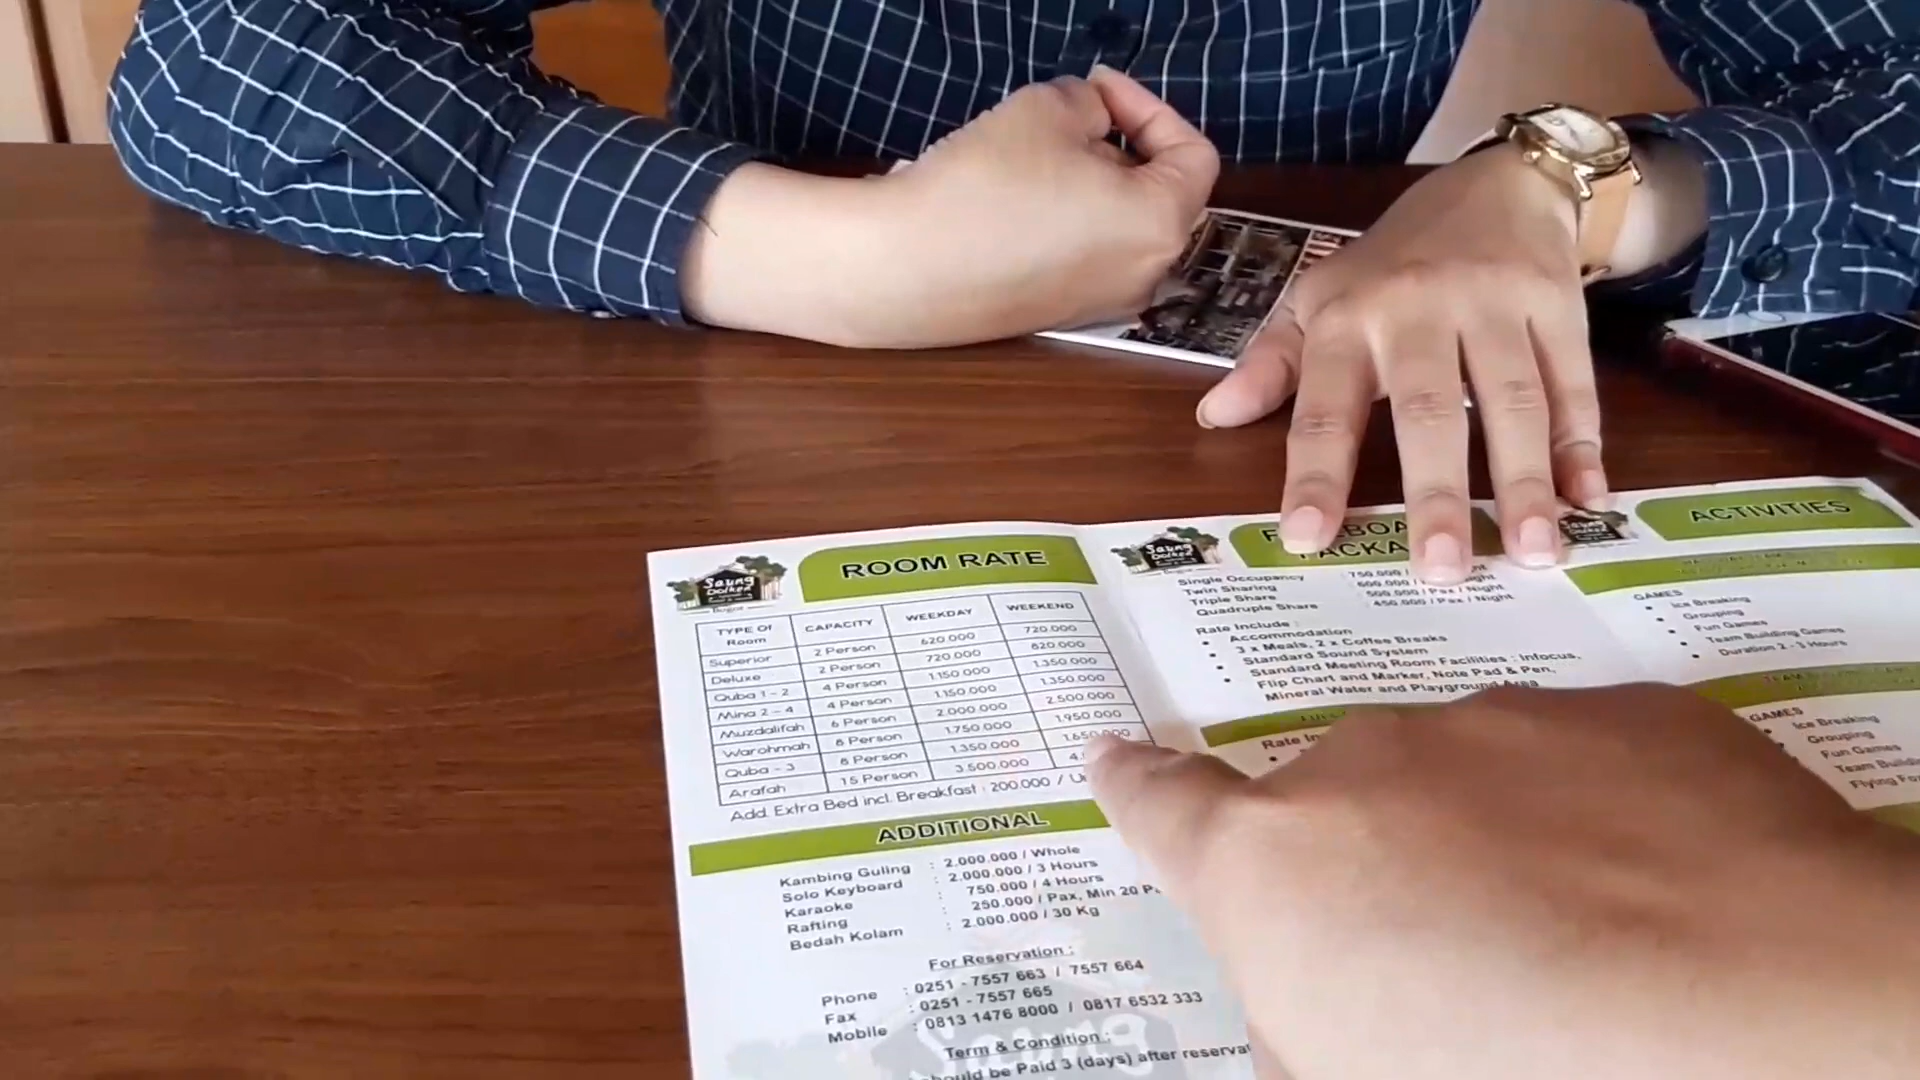 Saung
Dolken
Bogor
ROOM RATE
TYPE Of Room CAPACITY WEEKDAY WEEKEND
Superior 2 Person 620.000 720.000
Deluxe 2 Person 720.000 820.000
Quba 1 - 2 4 Person 1.150.000 1.350.000
Mina 2 - 4 4 Person 1.150.000 1.350.000
Muzdalifah 6 Person 2.000.000 2.500.000
Warohmah 8 Person 1.750.000 1.950.000
Quba - 3 8 Person 1.350.000 1.650.000
Arafah 15 Person 3.500.000
Add. Extra Bed incl. Breakfast : 200.000 /
ADDITIONAL
Kambing Guling : 2.000.000 / Whole
Solo Keyboard : 2.000.000 / 3 Hours
Karaoke : 750.000 / 4 Hours
Rafting : 250.000 / Pax, Min 20
Bedah Kolam : 2.000.000 / 30 Kg
For Reservation :
Phone : 0251 - 7557 663 / 7557 664
Fax : 0251 - 7557 665
Mobile : 0813 1476 8000 / 0817 6532 333
Term & Condition :
be Paid 3 (days) after
Saung
Saung
Dolken
Single Occupancy : 750.000 /
Twin Sharing : 600.000 / Night
Triple Share : 500.000 / Pax / Night
Quadruple Share : 450.000 / Pax / Night
Rate Include :
• Accommodation
• 3 x Meals, 2 x Coffee Breaks
• Standard Sound System
• Standard Meeting Room Facilities : Infocus,
Flip Chart and Marker, Note Pad & Pen,
Mineral Water and Playground Area
Rate
ACTIVITIES
GAMES
• Ice Breaking
• Grouping
• Fun Games
• Team Building Games
• Duration 2 - 3 Hours
GAMES
• Ice Breaking
Grouping
Fun Games
Team
Flying